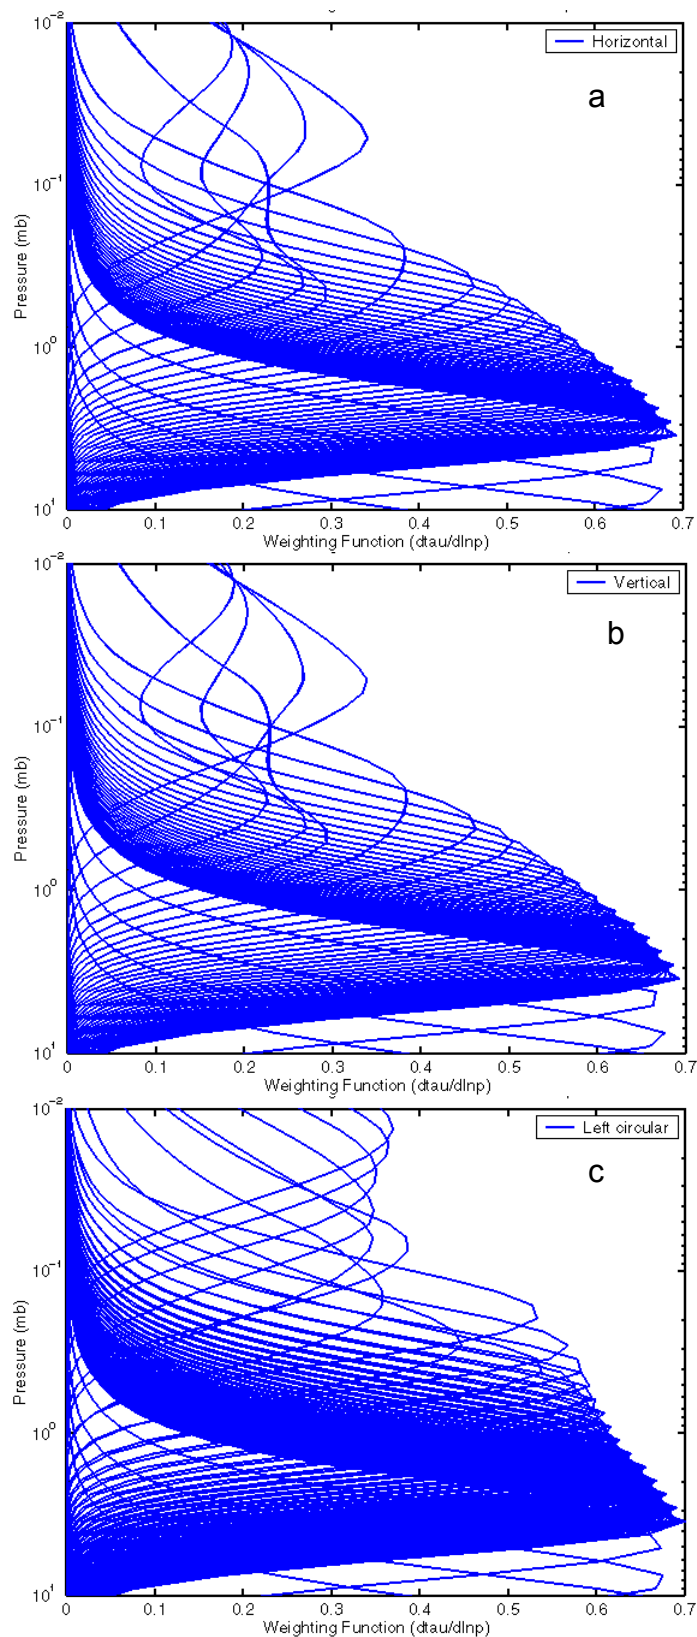 10⁻²
Horizontal
a
10⁻¹
Pressure (mb)
10⁰
10¹
0 0.1 0.2 0.3 0.4 0.5 0.6 0.7
Weighting Function (dtau/dlnp)
10⁻²
Vertical
b
10⁻¹
Pressure (mb)
10⁰
10¹
0 0.1 0.2 0.3 0.4 0.5 0.6 0.7
Weighting Function (dtau/dlnp)
10⁻²
Left circular
c
10⁻¹
Pressure (mb)
10⁰
10¹
0 0.1 0.2 0.3 0.4 0.5 0.6 0.7
Weighting Function (dtau/dlnp)